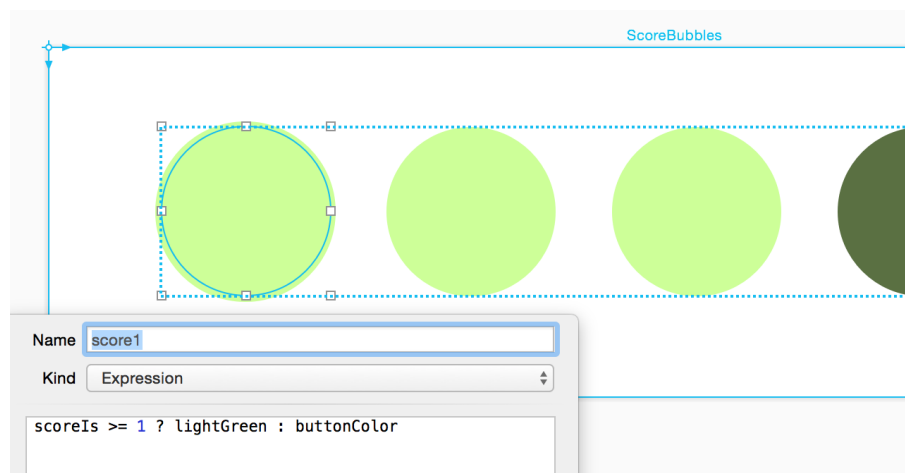 ScoreBubbles
Name score1
Kind Expression
scoreIs >= 1 ? lightGreen : buttonColor